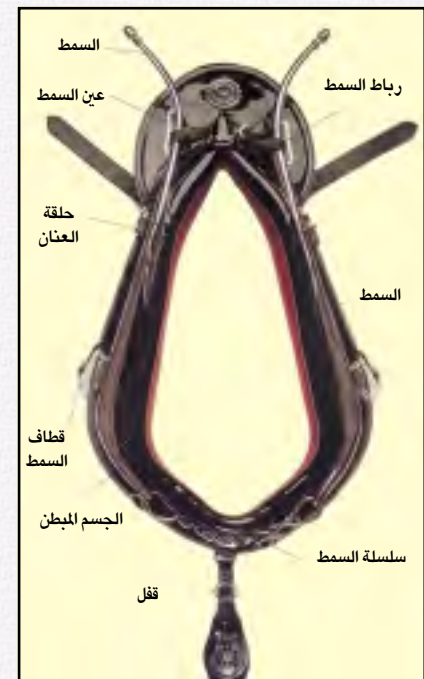 السمط
رباط السمط
عين السمط
حلقة
العنان
السمط
قطاف
السمط
الجسم المبطن
سلسلة السمط
قفل